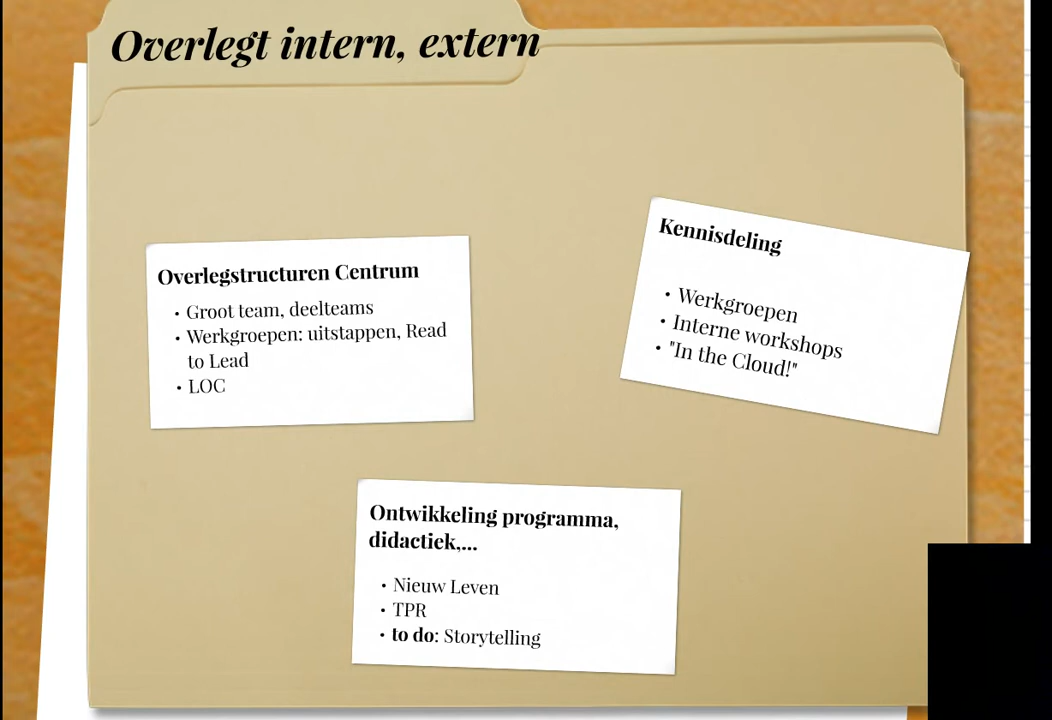 Overlegt intern, extern
Overlegstructuren Centrum
• Groot team, deelteams
• Werkgroepen: uitstappen, Read
to Lead
• LOC
Kennisdeling
• Werkgroepen
• Interne workshops
• "In the Cloud!"
Ontwikkeling programma,
didactiek,...
• Nieuw Leven
• TPR
• to do: Storytelling